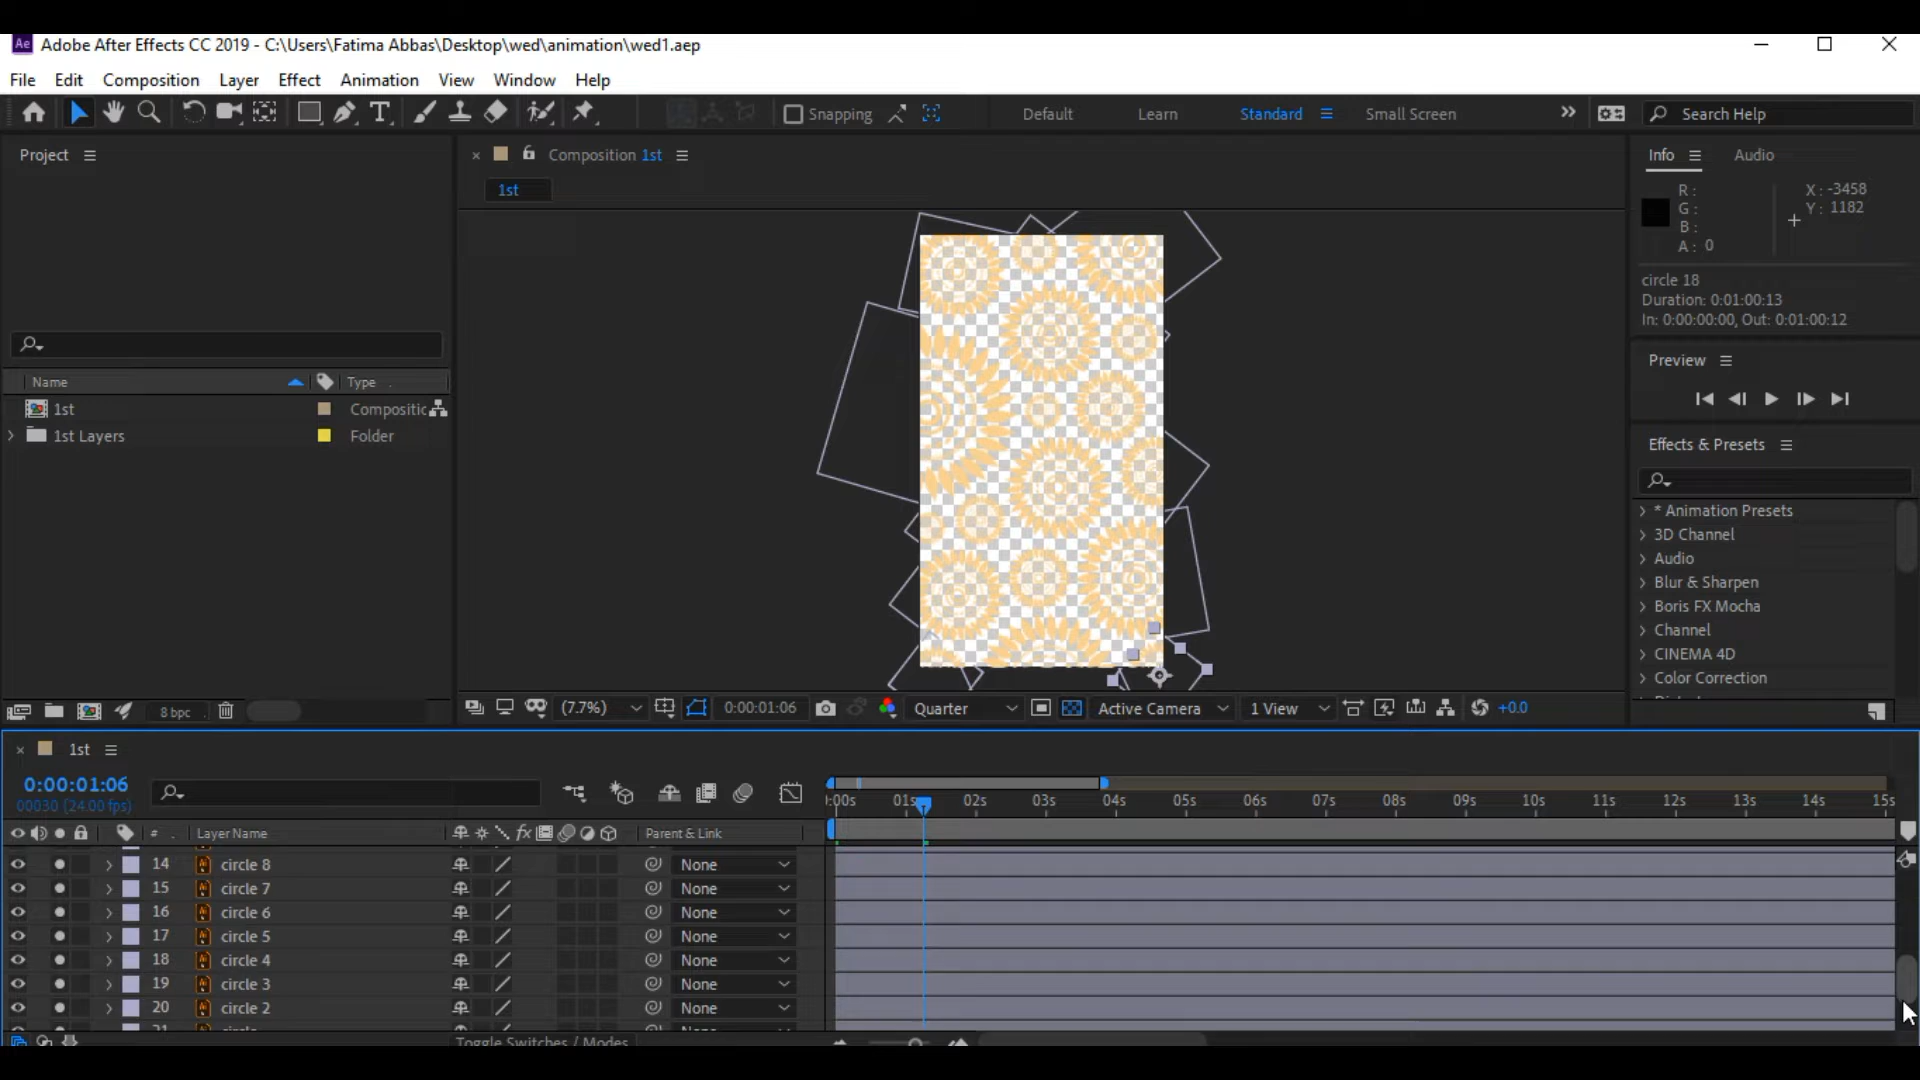 Ae Adobe After Effects CC 2019 - C:\Users\Fatima Abbas\Desktop\wed\animation\wed1.aep
File Edit Composition Layer Effect Animation View Window Help
Snapping Default Learn Standard Small Screen Search Help
Project
Composition 1st
Info Audio
1st
R :
G :
B :
A : 0
X : -3458
Y : 1182
circle 18
Duration: 0:01:00:13
In: 0:00:00:00, Out: 0:01:00:12
Preview
Name Type
1st Compositic
1st Layers Folder
Effects & Presets
* Animation Presets
3D Channel
Audio
Blur & Sharpen
Boris FX Mocha
Channel
CINEMA 4D
Color Correction
8 bpc
(7.7%) 0:00:01:06 Quarter Active Camera 1 View +0.0
1st
0:00:01:06
00030 (24.00 fps)
:00s 01s 02s 03s 04s 05s 06s 07s 08s 09s 10s 11s 12s 13s 14s 15s
# Layer Name fx Parent & Link
14 circle 8 None
15 circle 7 None
16 circle 6 None
17 circle 5 None
18 circle 4 None
19 circle 3 None
20 circle 2 None
Toggle Switches / Modes